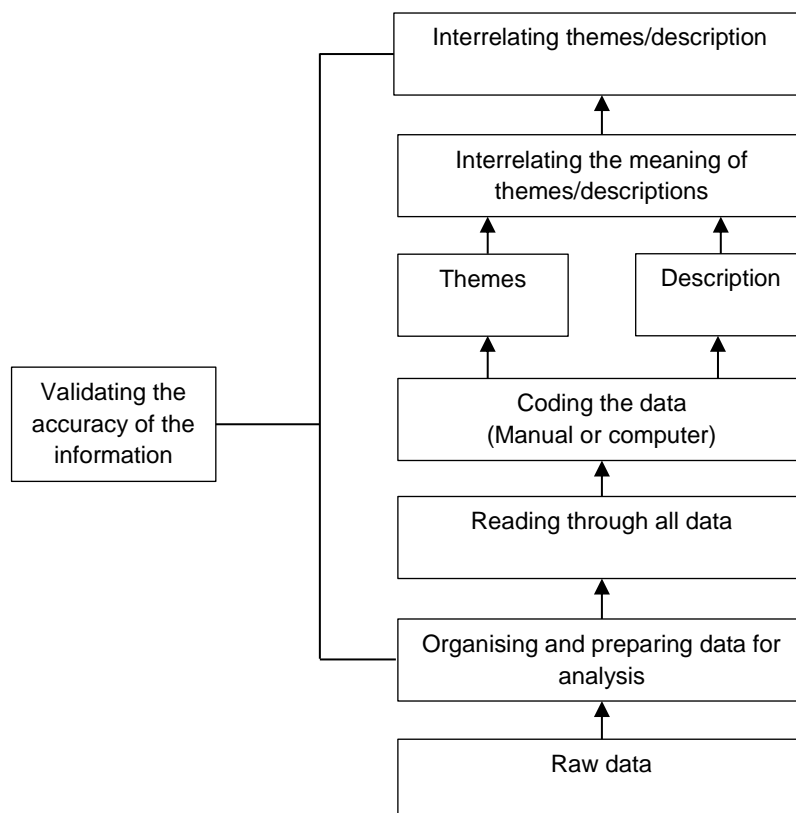 Interrelating themes/description
Interrelating the meaning of
themes/descriptions
Themes
Description
Validating the
accuracy of the
information
Coding the data
(Manual or computer)
Reading through all data
Organising and preparing data for
analysis
Raw data